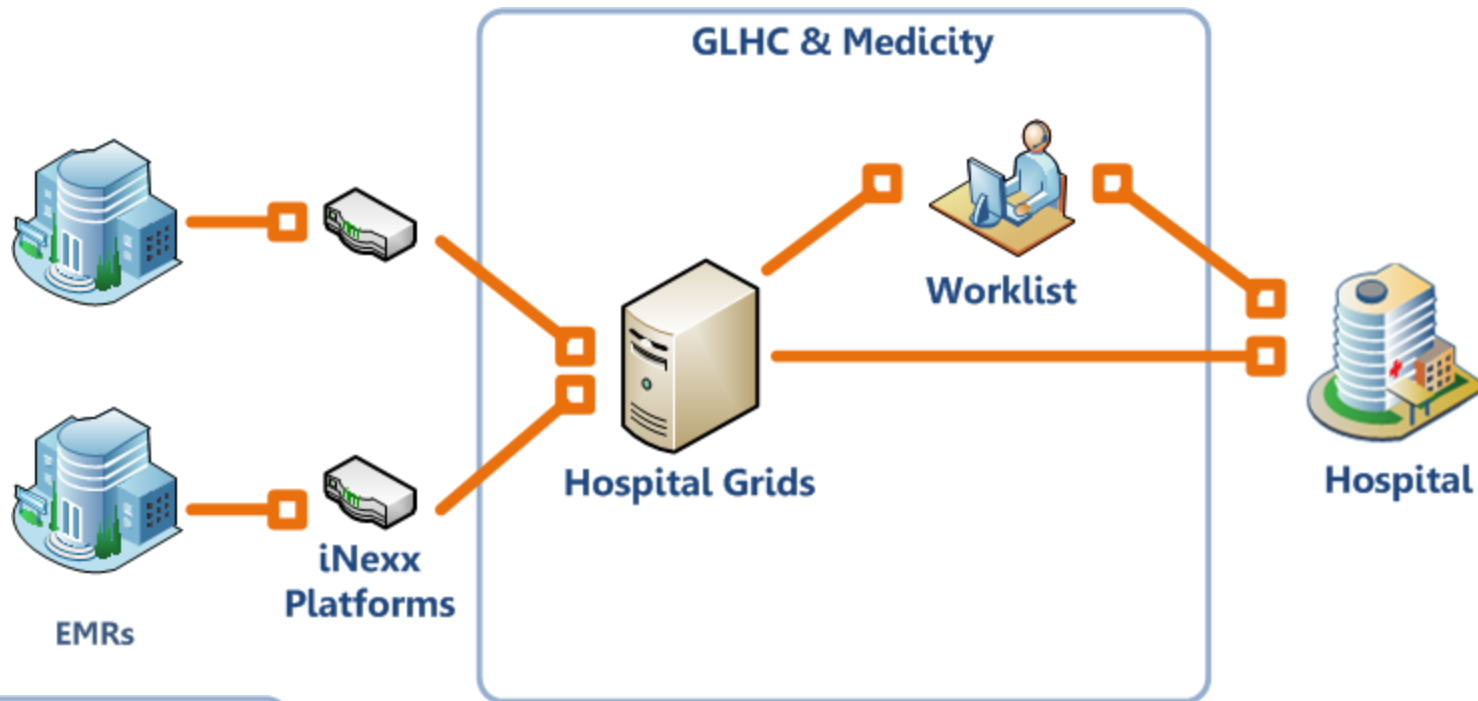 GLHC & Medicity
Worklist
Hospital Grids
Hospital
iNexx
Platforms
EMRs